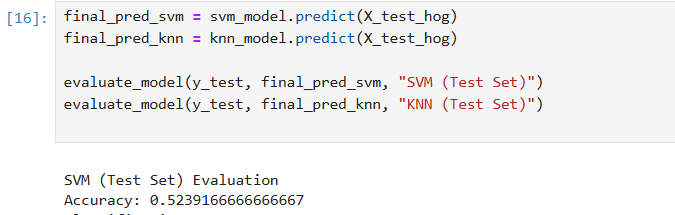 [16]: final_pred_svm = svm_model.predict(X_test_hog)
final_pred_knn = knn_model.predict(X_test_hog)
evaluate_model(y_test, final_pred_svm, "SVM (Test Set)")
evaluate_model(y_test, final_pred_knn, "KNN (Test Set)")
SVM (Test Set) Evaluation
Accuracy: 0.5239166666666667